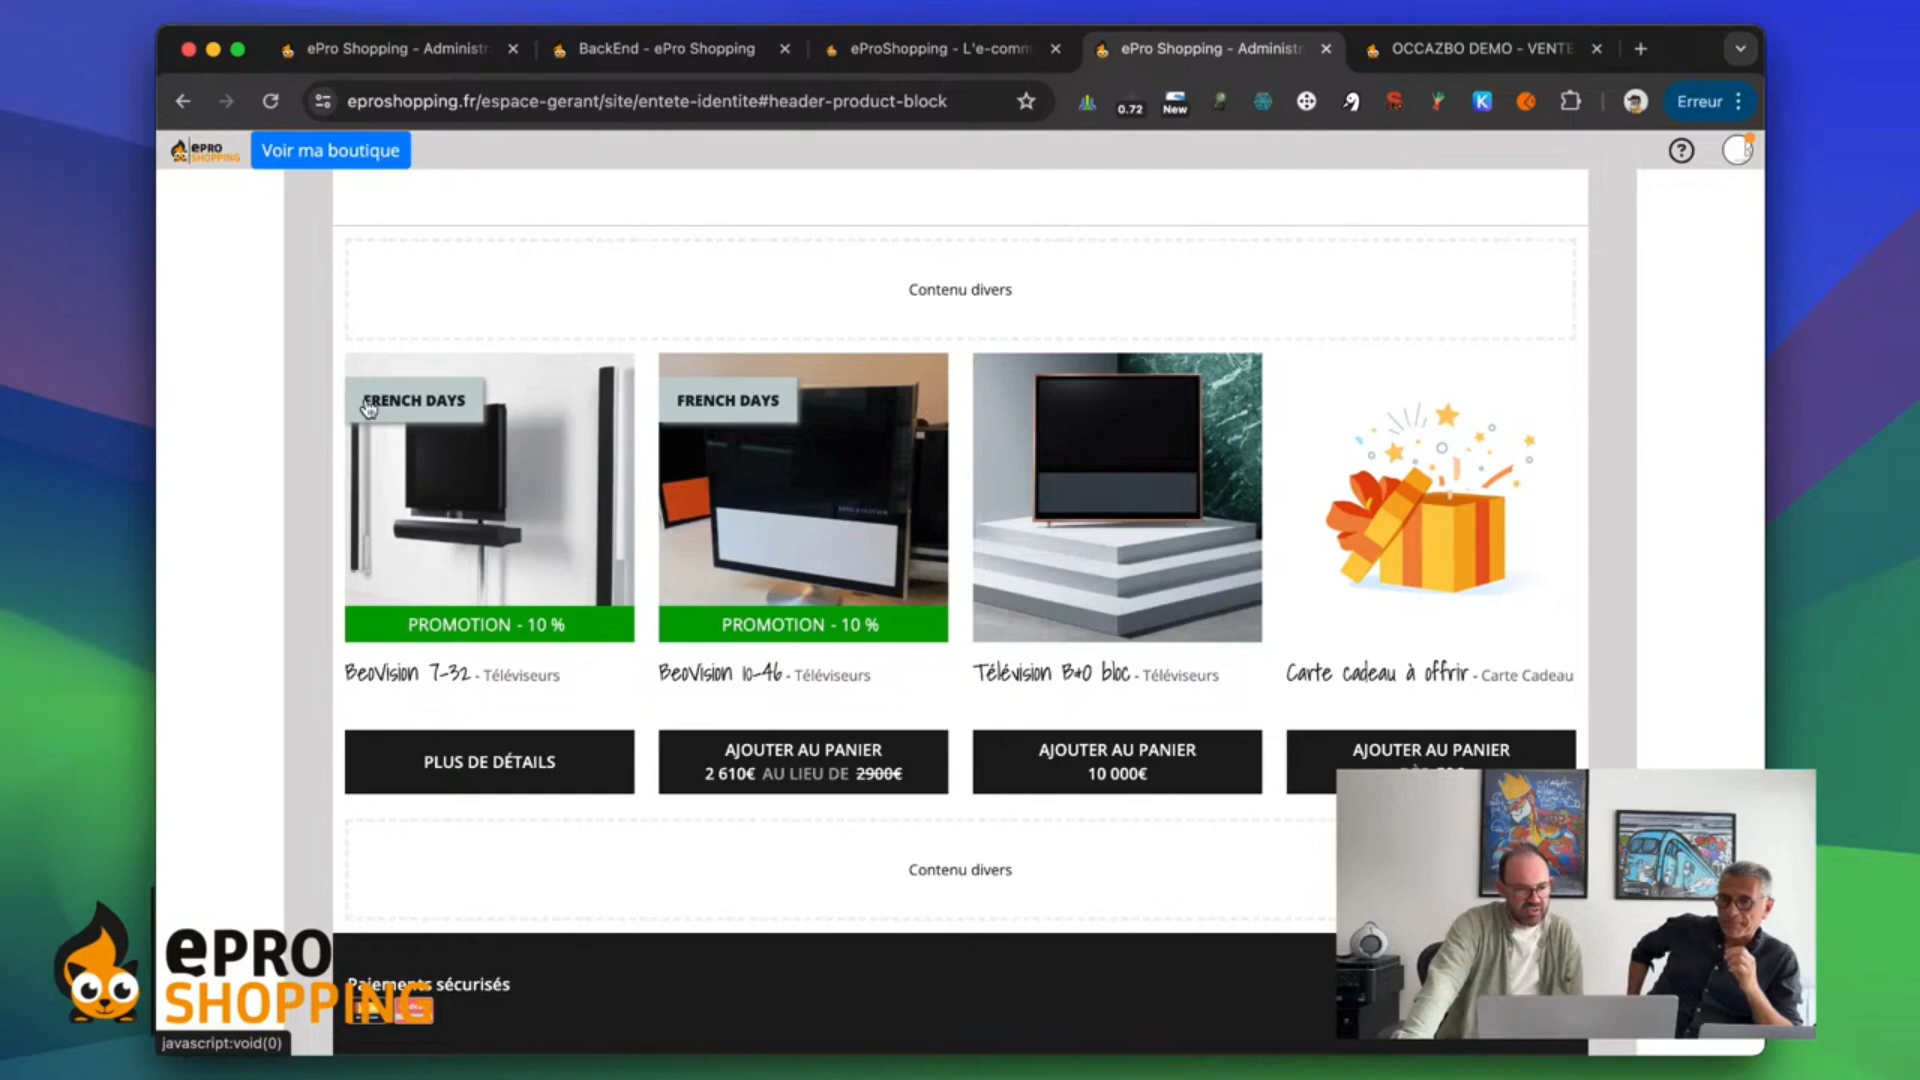 ePro Shopping - Administr
BackEnd - ePro Shopping
eProShopping - L'e-comm
ePro Shopping - Administr
OCCAZBO DEMO - VENTE
eproshopping.fr/espace-gerant/site/entete-identite#header-product-block
0.72
New
K
Erreur
ePRO
SHOPPING
Voir ma boutique
?
Contenu divers
FRENCH DAYS
FRENCH DAYS
PROMOTION - 10 %
PROMOTION - 10 %
BeoVision 7-32 - Téléviseurs
BeoVision 10-46 - Téléviseurs
Télévision B&O bloc - Téléviseurs
Carte cadeau à offrir - Carte Cadeau
PLUS DE DÉTAILS
AJOUTER AU PANIER
2 610€ AU LIEU DE 2900€
AJOUTER AU PANIER
10 000€
AJOUTER AU PANIER
Contenu divers
Paiements sécurisés
ePRO
SHOPPING
javascript:void(0)